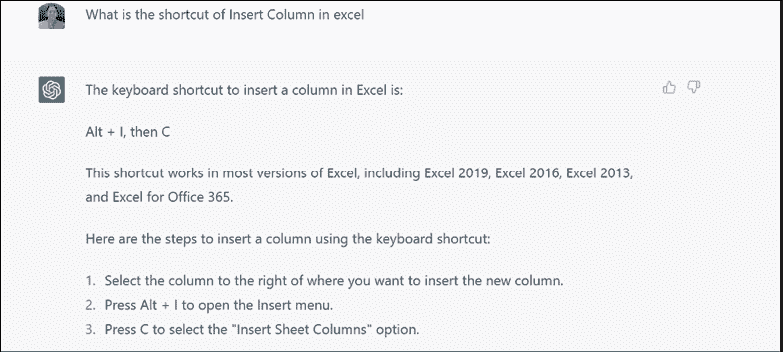 What is the shortcut of Insert Column in excel
The keyboard shortcut to insert a column in Excel is:
Alt + I, then C
This shortcut works in most versions of Excel, including Excel 2019, Excel 2016, Excel 2013,
and Excel for Office 365.
Here are the steps to insert a column using the keyboard shortcut:
1. Select the column to the right of where you want to insert the new column.
2. Press Alt + I to open the Insert menu.
3. Press C to select the "Insert Sheet Columns" option.